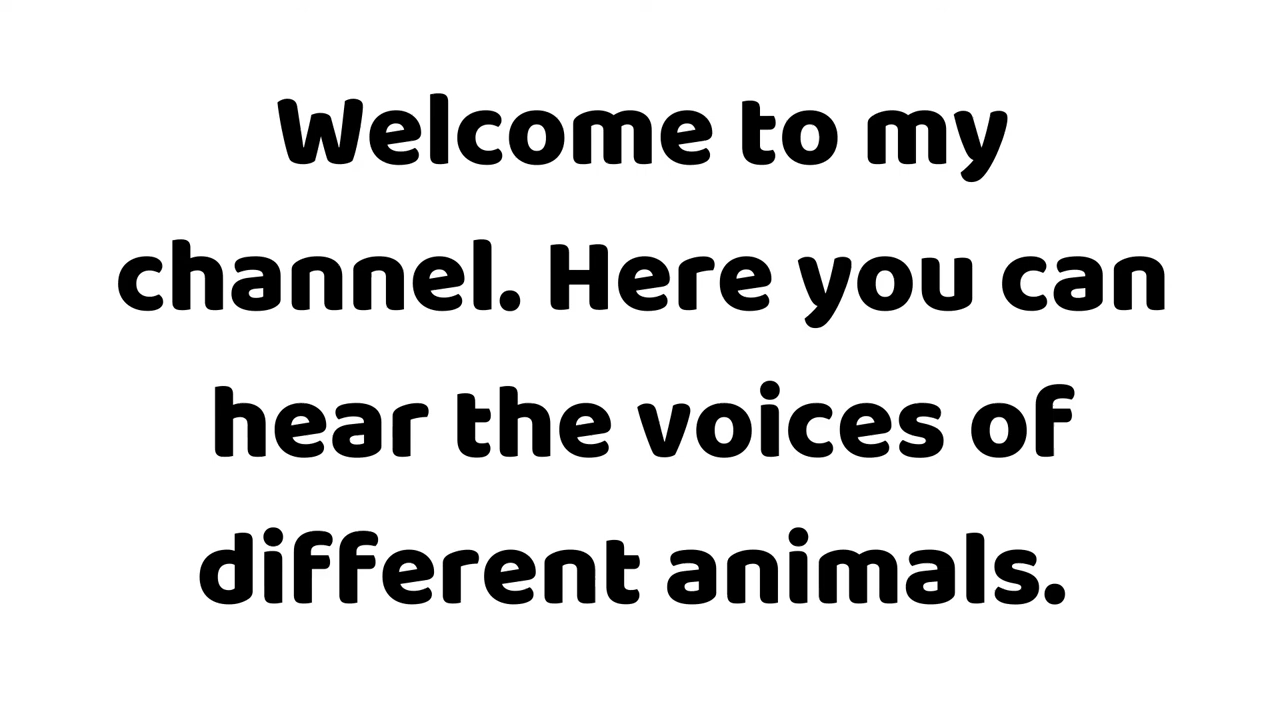 Welcome to my
channel. Here you can
hear the voices of
different animals.